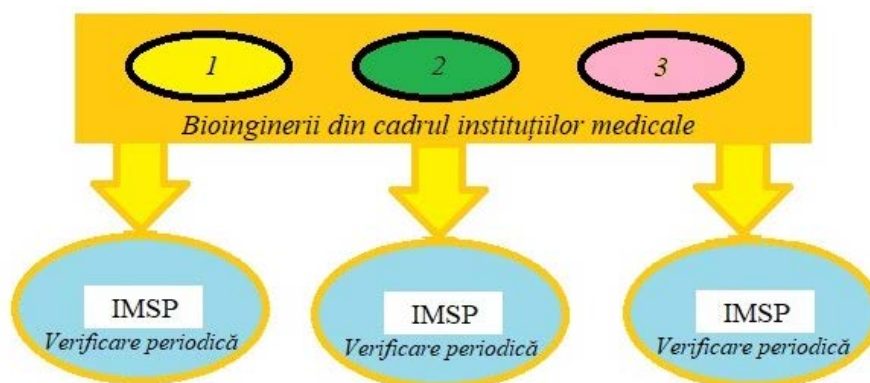 1 2 3
Bioinginerii din cadrul instituțiilor medicale
IMSP
Verificare periodică
IMSP
Verificare periodică
IMSP
Verificare periodică